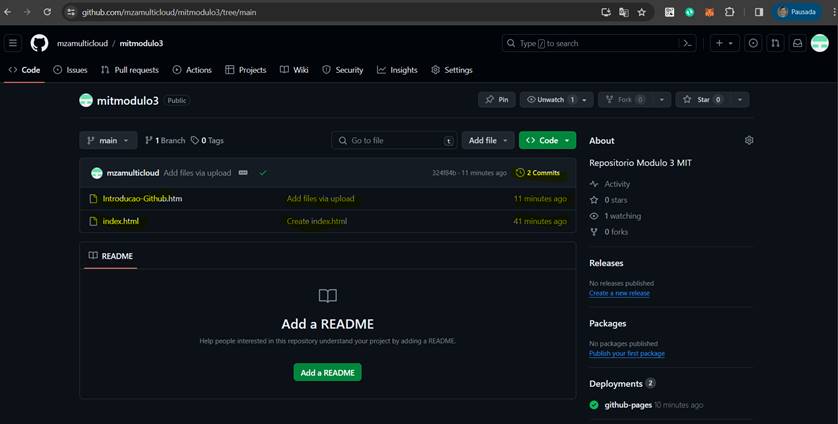 github.com/mzamulticloud/mitmodulo3/tree/main
Pausada
mzamulticloud / mitmodulo3
Type / to search
Code Issues Pull requests Actions Projects Wiki Security Insights Settings
mitmodulo3 Public
Pin Unwatch 1 Fork 0 Star 0
main 1 Branch 0 Tags Go to file t Add file Code
mzamulticloud Add files via upload 324f84b · 11 minutes ago 2 Commits
Introducao-Github.htm Add files via upload 11 minutes ago
index.html Create index.html 41 minutes ago
README
Add a README
Help people interested in this repository understand your project by adding a README.
Add a README
About
Repositorio Modulo 3 MIT
Activity
0 stars
1 watching
0 forks
Releases
No releases published
Create a new release
Packages
No packages published
Publish your first package
Deployments 2
github-pages 10 minutes ago